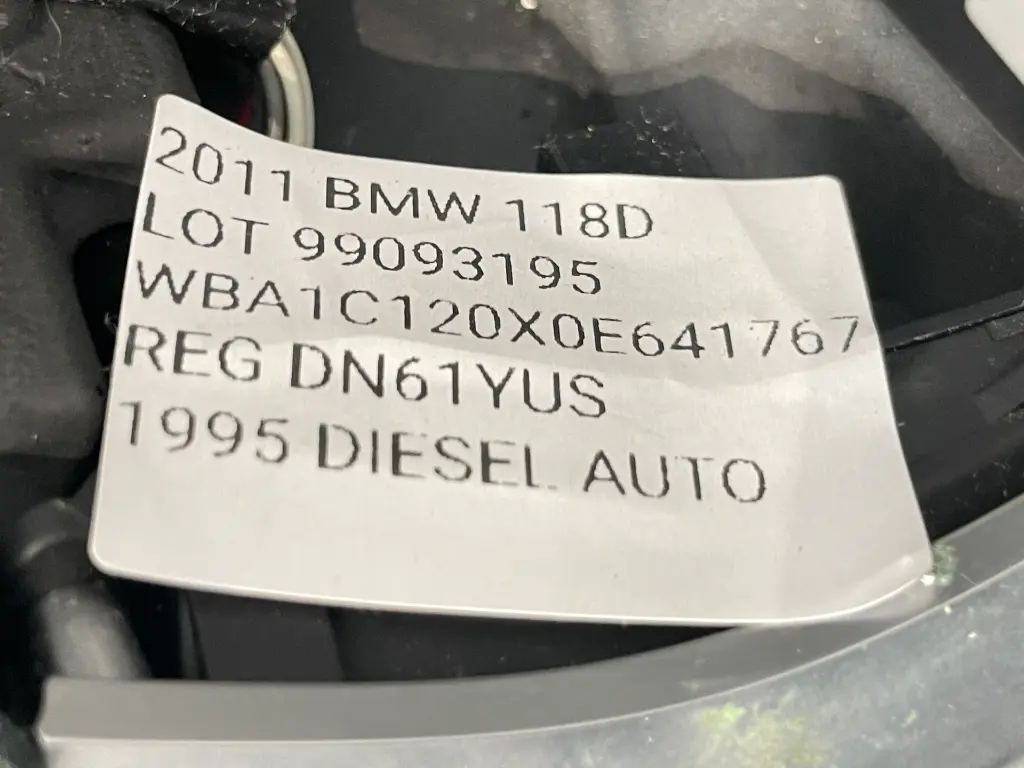 2011 BMW 118D
LOT 99093195
WBA1C120X0E641767
REG DN61YUS
1995 DIESEL AUTO